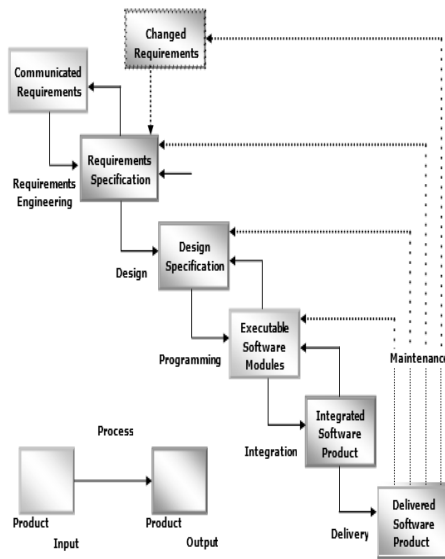 Changed
Requirements
Communicated
Requirements
Requirements
Specification
Requirements
Engineering
Design
Specification
Design
Executable
Software
Modules
Programming
Maintenance
Integrated
Software
Product
Integration
Process
Delivered
Software
Product
Delivery
Product
Input
Product
Output